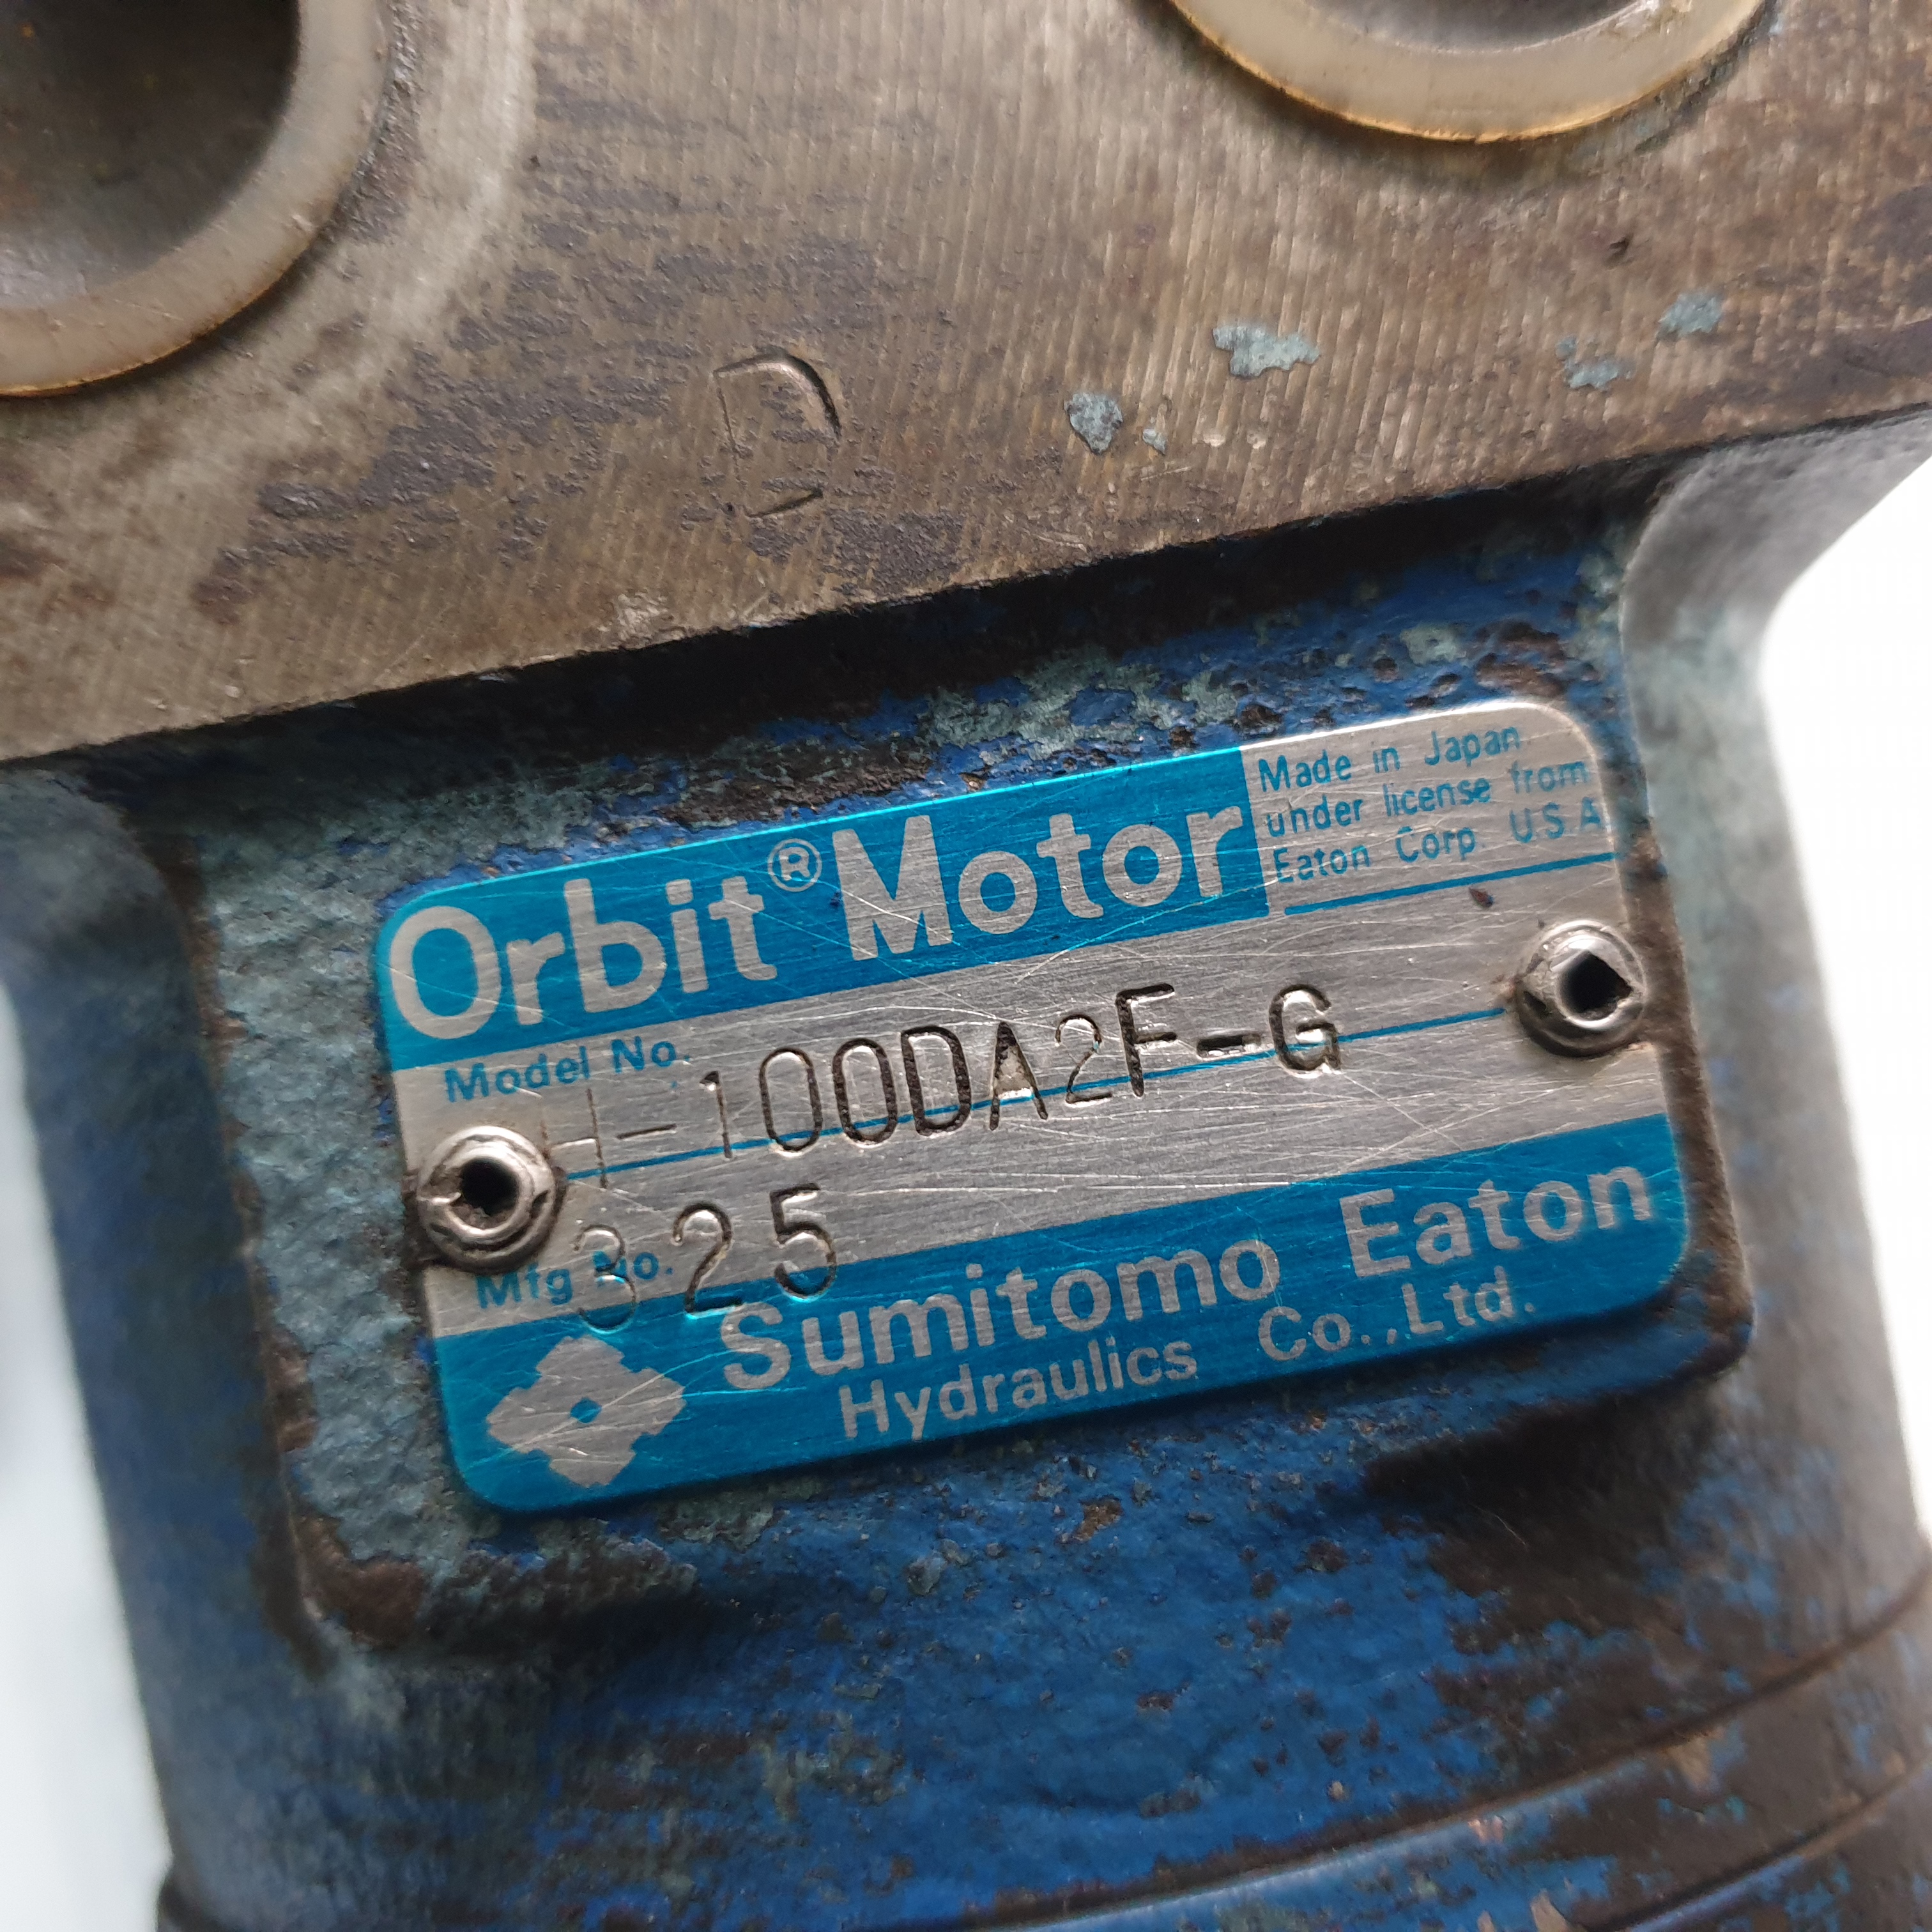 D
Orbit® Motor
Made in Japan
under license from
Eaton Corp. U.S.A
Model No.
H-100DA2F-G
Mfg No.
325
Sumitomo Eaton
Hydraulics Co.,Ltd.